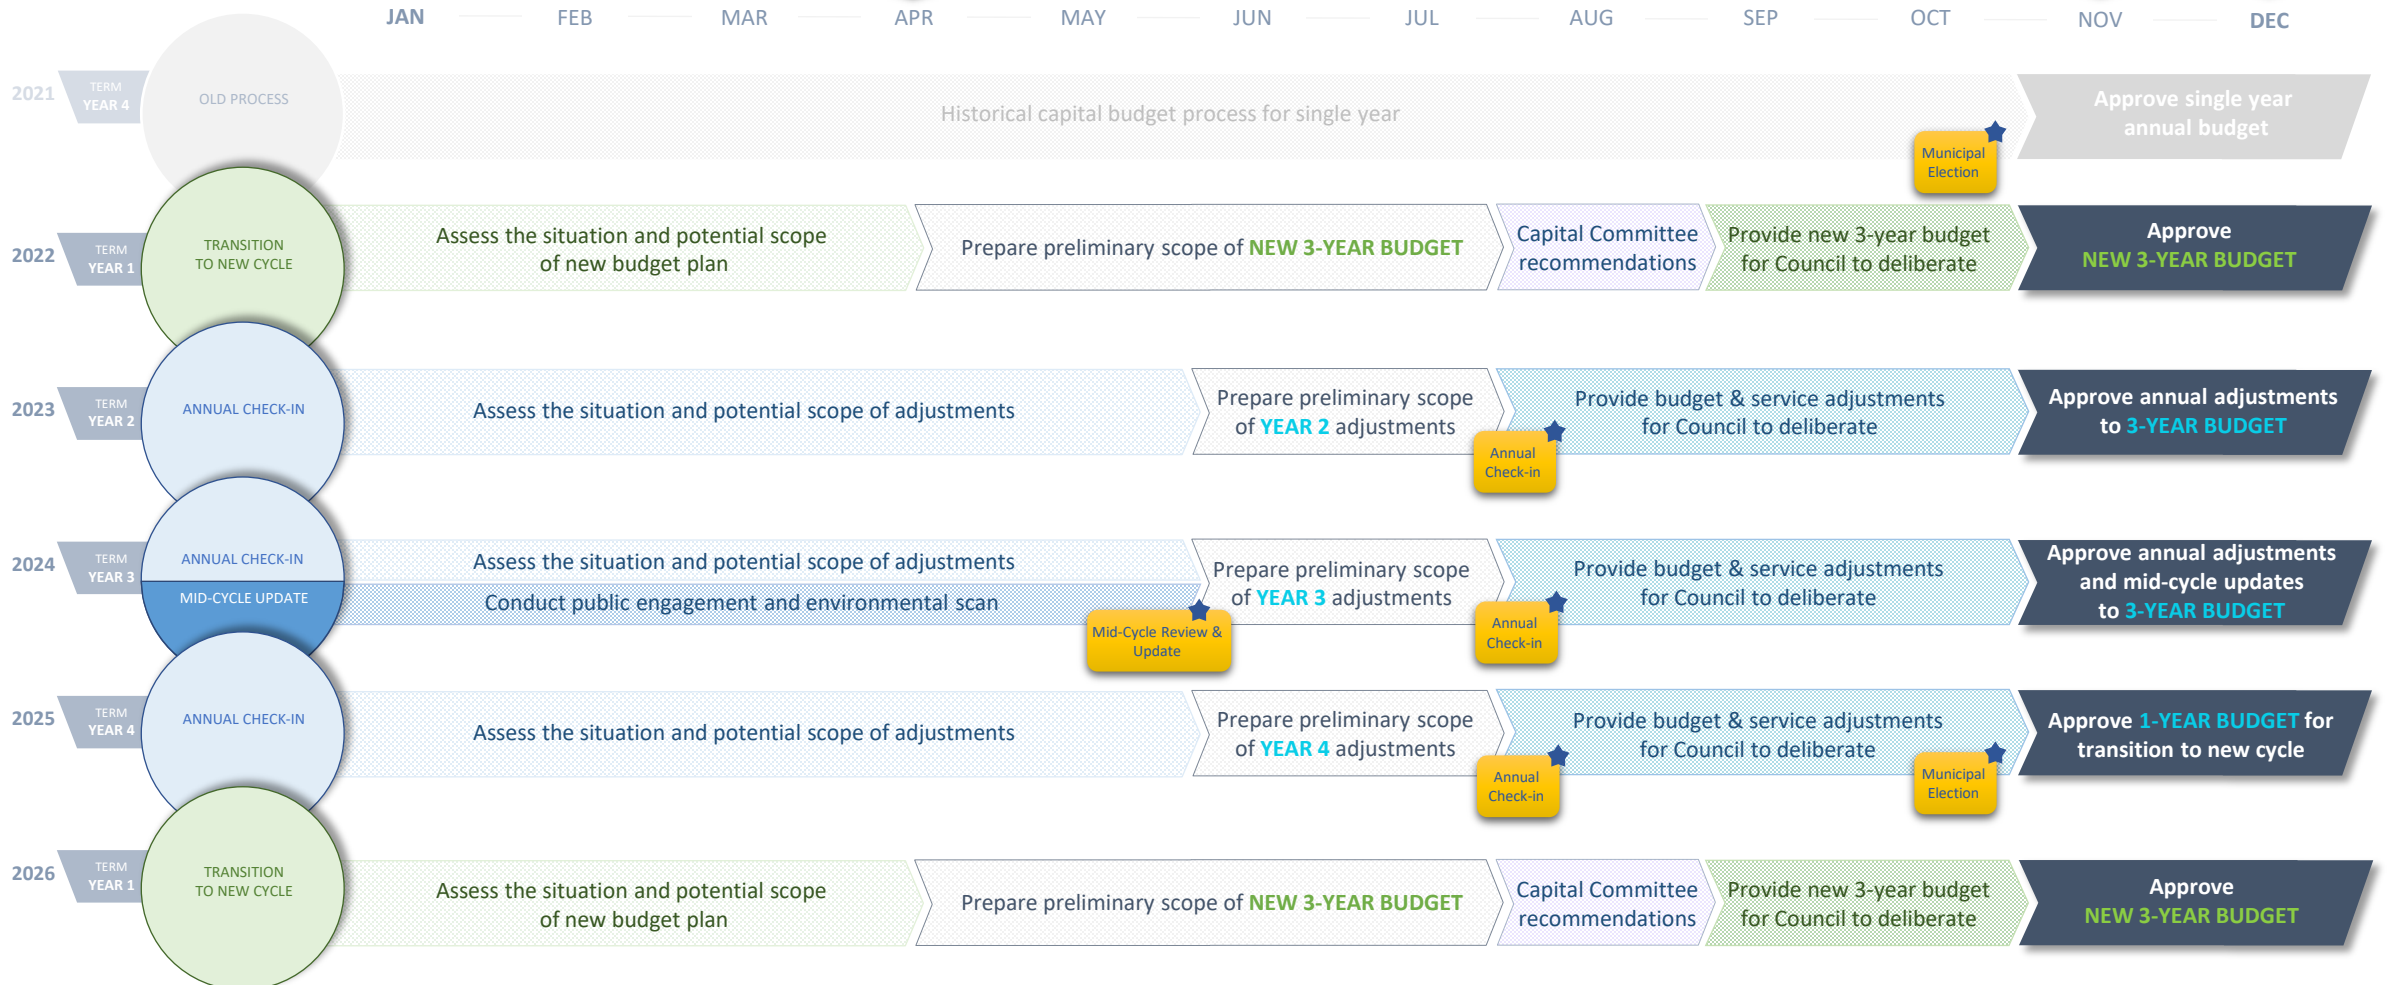 JAN FEB MAR APR MAY JUN JUL AUG SEP OCT NOV DEC
2021
TERM
YEAR 4
OLD PROCESS
Historical capital budget process for single year
Municipal
Election
Approve single year
annual budget
2022
TERM
YEAR 1
TRANSITION
TO NEW CYCLE
Assess the situation and potential scope
of new budget plan
Prepare preliminary scope of NEW 3-YEAR BUDGET
Capital Committee
recommendations
Provide new 3-year budget
for Council to deliberate
Approve
NEW 3-YEAR BUDGET
2023
TERM
YEAR 2
ANNUAL CHECK-IN
Assess the situation and potential scope of adjustments
Prepare preliminary scope
of YEAR 2 adjustments
Annual
Check-in
Provide budget & service adjustments
for Council to deliberate
Approve annual adjustments
to 3-YEAR BUDGET
2024
TERM
YEAR 3
ANNUAL CHECK-IN
MID-CYCLE UPDATE
Assess the situation and potential scope of adjustments
Conduct public engagement and environmental scan
Mid-Cycle Review &
Update
Prepare preliminary scope
of YEAR 3 adjustments
Annual
Check-in
Provide budget & service adjustments
for Council to deliberate
Approve annual adjustments
and mid-cycle updates
to 3-YEAR BUDGET
2025
TERM
YEAR 4
ANNUAL CHECK-IN
Assess the situation and potential scope of adjustments
Prepare preliminary scope
of YEAR 4 adjustments
Annual
Check-in
Provide budget & service adjustments
for Council to deliberate
Municipal
Election
Approve 1-YEAR BUDGET for
transition to new cycle
2026
TERM
YEAR 1
TRANSITION
TO NEW CYCLE
Assess the situation and potential scope
of new budget plan
Prepare preliminary scope of NEW 3-YEAR BUDGET
Capital Committee
recommendations
Provide new 3-year budget
for Council to deliberate
Approve
NEW 3-YEAR BUDGET